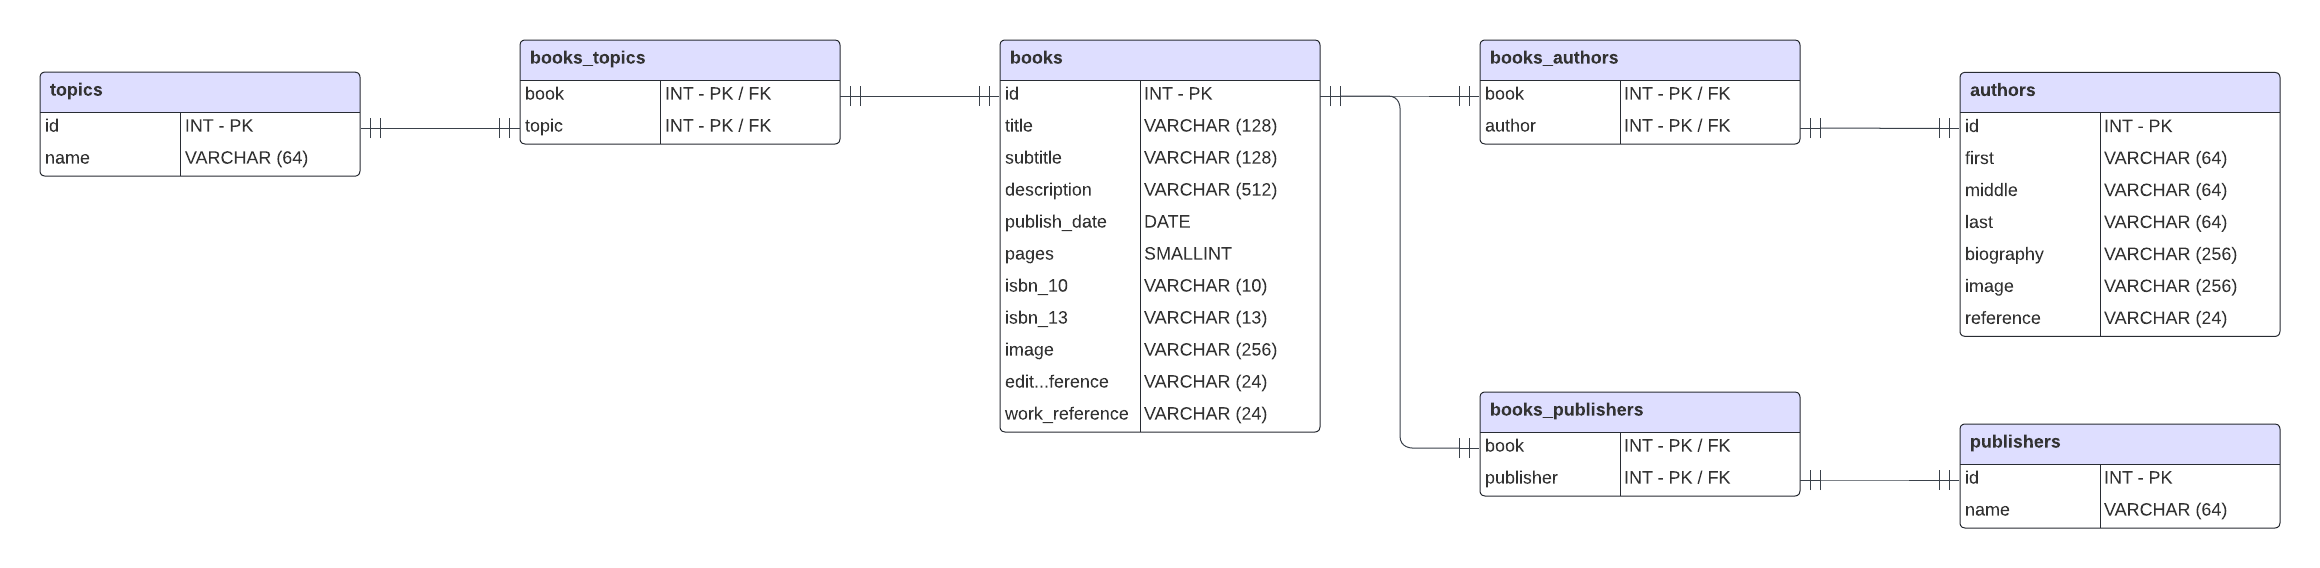 topics
id INT - PK
name VARCHAR (64)
books_topics
book INT - PK / FK
topic INT - PK / FK
books
id INT - PK
title VARCHAR (128)
subtitle VARCHAR (128)
description VARCHAR (512)
publish_date DATE
pages SMALLINT
isbn_10 VARCHAR (10)
isbn_13 VARCHAR (13)
image VARCHAR (256)
edit...ference VARCHAR (24)
work_reference VARCHAR (24)
books_authors
book INT - PK / FK
author INT - PK / FK
authors
id INT - PK
first VARCHAR (64)
middle VARCHAR (64)
last VARCHAR (64)
biography VARCHAR (256)
image VARCHAR (256)
reference VARCHAR (24)
books_publishers
book INT - PK / FK
publisher INT - PK / FK
publishers
id INT - PK
name VARCHAR (64)